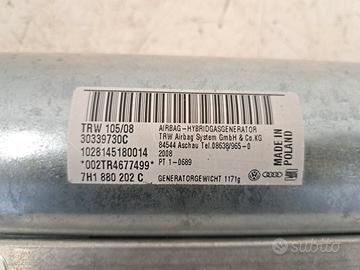 TRW 105/08
30339730C
1028145180014
*002TR4677499*
7H1 880 202 C
AIRBAG-HYBRIDGASGENERATOR
TRW Airbag System GmbH & Co.KG
84544 Aschau Tel.08638/965-0
2008
PT 1-0689
GENERATORGEWICHT 1171g
MADE IN
POLAND
subito